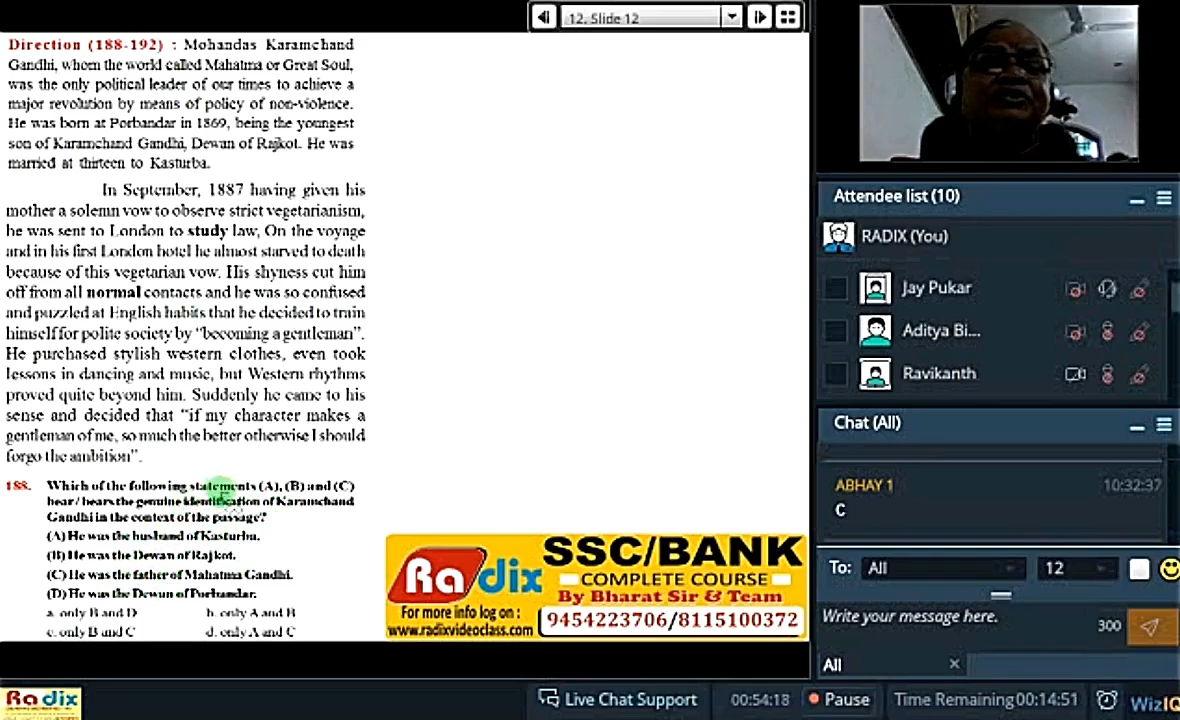 12. Slide 12
Direction (188-192) : Mohandas Karamchand
Gandhi, whom the world called Mahatma or Great Soul,
was the only political leader of our times to achieve a
major revolution by means of policy of non-violence.
He was born at Porbandar in 1869, being the youngest
son of Karamchand Gandhi, Dewan of Rajkot. He was
married at thirteen to Kasturba.
In September, 1887 having given his
mother a solemn vow to observe strict vegetarianism,
he was sent to London to study law, On the voyage
and in his first London hotel he almost starved to death
because of this vegetarian vow. His shyness cut him
off from all normal contacts and he was so confused
and puzzled at English habits that he decided to train
himself for polite society by “becoming a gentleman”.
He purchased stylish western clothes, even took
lessons in dancing and music, but Western rhythms
proved quite beyond him. Suddenly he came to his
sense and decided that “if my character makes a
gentleman of me, so much the better otherwise I should
forgo the ambition”.
188. Which of the following statements (A), (B) and (C)
bear / bears the genuine identification of Karamchand
Gandhi in the context of the passage?
(A) He was the husband of Kasturba.
(B) He was the Dewan of Rajkot.
(C) He was the father of Mahatma Gandhi.
(D) He was the Dewan of Porbandar.
a. only B and D b. only A and B
c. only B and C d. only A and C
Radix
For more info log on :
www.radixvideoclass.com
SSC/BANK
COMPLETE COURSE
By Bharat Sir & Team
9454223706/8115100372
Attendee list (10)
RADIX (You)
Jay Pukar
Aditya Bi...
Ravikanth
Chat (All)
ABHAY 1 10:32:37
C
To: All 12
Write your message here. 300
All
Radix
Live Chat Support 00:54:18 Pause Time Remaining 00:14:51 WizIQ